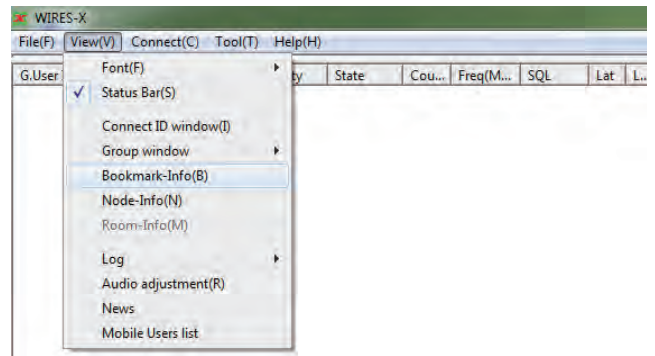 WIRES-X
File(F) View(V) Connect(C) Tool(T) Help(H)
G.User ty State Cou... Freq(M... SQL Lat L...
Font(F)
✓ Status Bar(S)
Connect ID window(I)
Group window
Bookmark-Info(B)
Node-Info(N)
Room-Info(M)
Log
Audio adjustment(R)
News
Mobile Users list